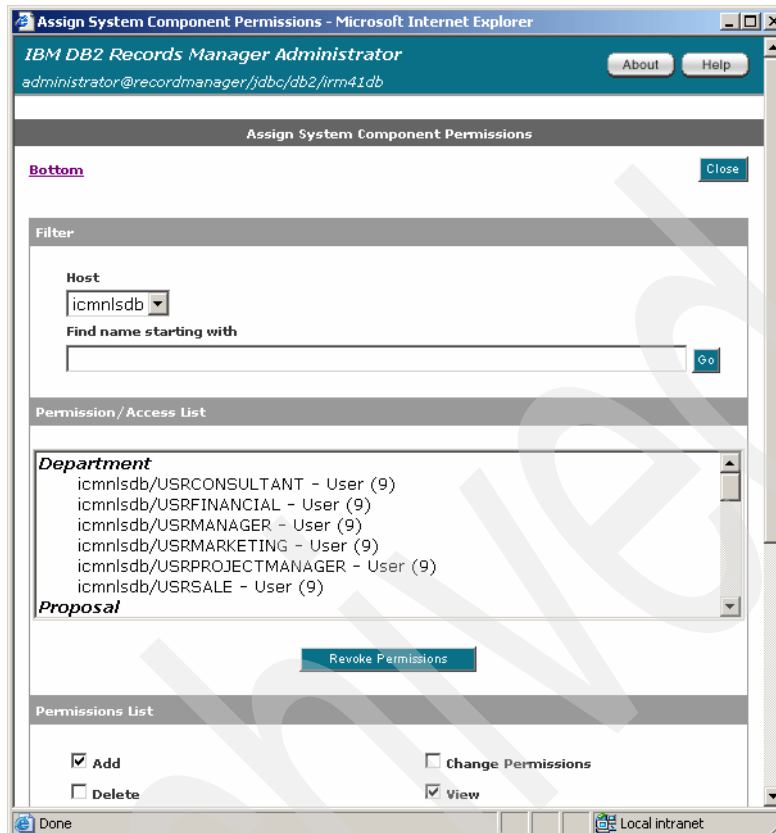 Assign System Component Permissions - Microsoft Internet Explorer
IBM DB2 Records Manager Administrator
About Help
administrator@recordmanager/jdbc/db2/irm41db
Assign System Component Permissions
Bottom
Close
Filter
Host
icmnlsdb
Find name starting with
Go
Permission/Access List
Department
icmnlsdb/USRCONSULTANT - User (9)
icmnlsdb/USRFINANCIAL - User (9)
icmnlsdb/USRMANAGER - User (9)
icmnlsdb/USRMARKETING - User (9)
icmnlsdb/USRPROJECTMANAGER - User (9)
icmnlsdb/USRSALE - User (9)
Proposal
Revoke Permissions
Permissions List
Add Change Permissions
Delete View
Done Local intranet